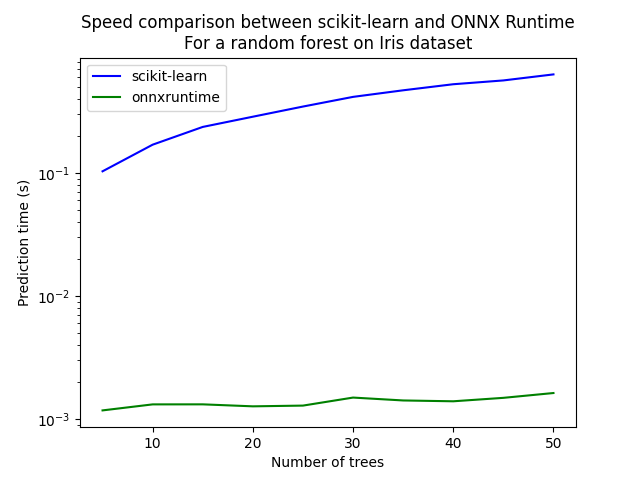 Speed comparison between scikit-learn and ONNX Runtime
For a random forest on Iris dataset
scikit-learn
onnxruntime
10⁻¹
10⁻²
10⁻³
Prediction time (s)
10 20 30 40 50
Number of trees